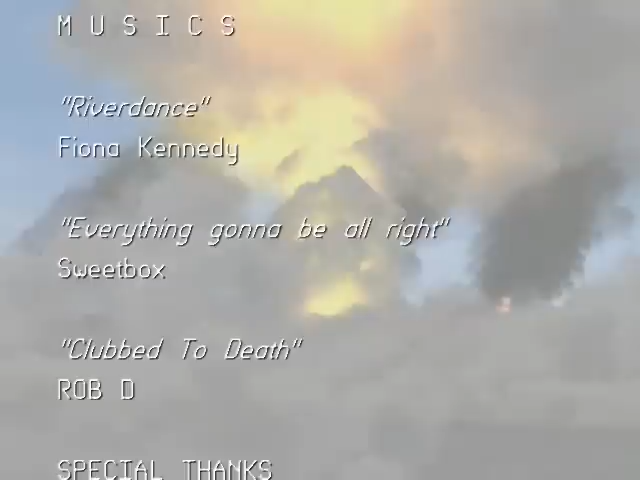 M U S I C S
"Riverdance"
Fiona Kennedy
"Everything gonna be all right"
Sweetbox
"Clubbed To Death"
ROB D
SPECIAL THANKS